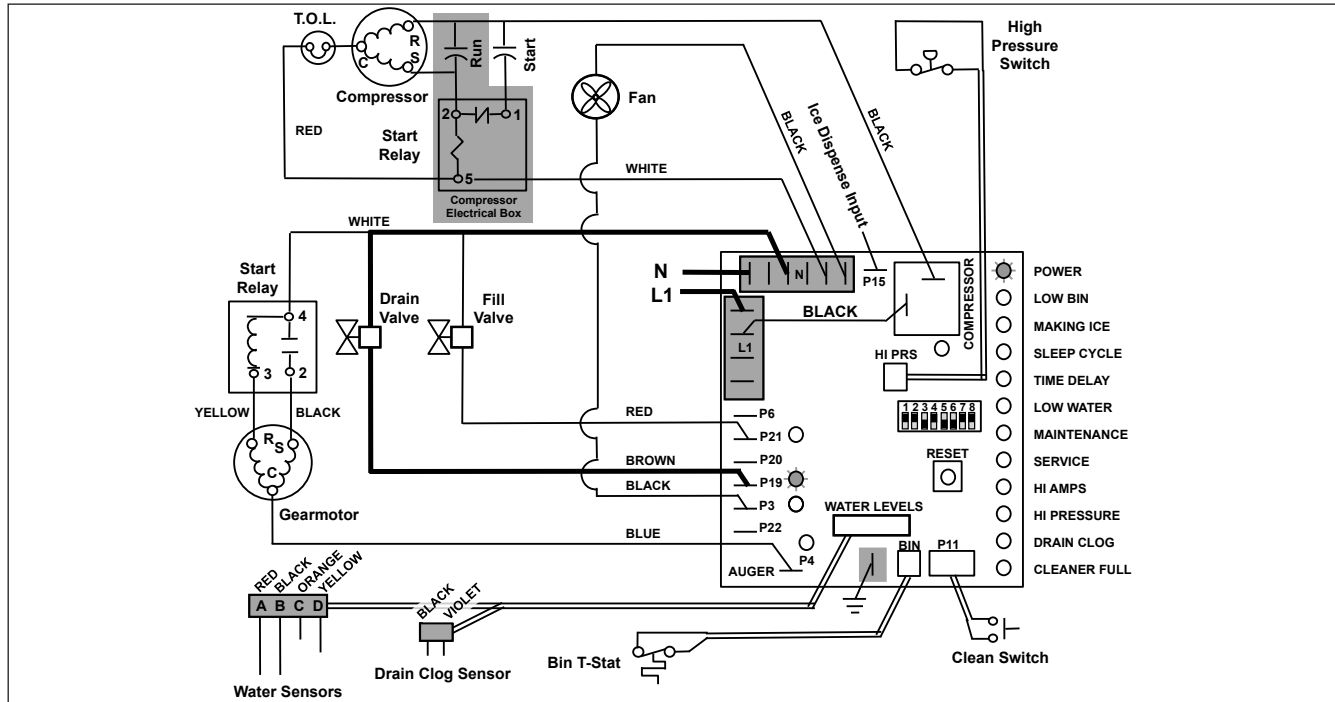 T.O.L.
R
S
C
Compressor
Run
Start
RED
2
1
Start
Relay
5
Compressor
Electrical Box
Fan
BLACK
Ice Dispense Input
BLACK
High
Pressure
Switch
WHITE
WHITE
Start
Relay
4
3
2
YELLOW
BLACK
R
S
C
Gearmotor
Drain
Valve
Fill
Valve
N
L1
N
P15
L1
BLACK
COMPRESSOR
HI PRS
1 2 3 4 5 6 7 8
RESET
RED
BROWN
BLACK
BLUE
P6
P21
P20
P19
P3
P22
P4
AUGER
WATER LEVELS
BIN
P11
POWER
LOW BIN
MAKING ICE
SLEEP CYCLE
TIME DELAY
LOW WATER
MAINTENANCE
SERVICE
HI AMPS
HI PRESSURE
DRAIN CLOG
CLEANER FULL
RED
BLACK
ORANGE
YELLOW
A B C D
Water Sensors
BLACK
VIOLET
Drain Clog Sensor
Bin T-Stat
Clean Switch